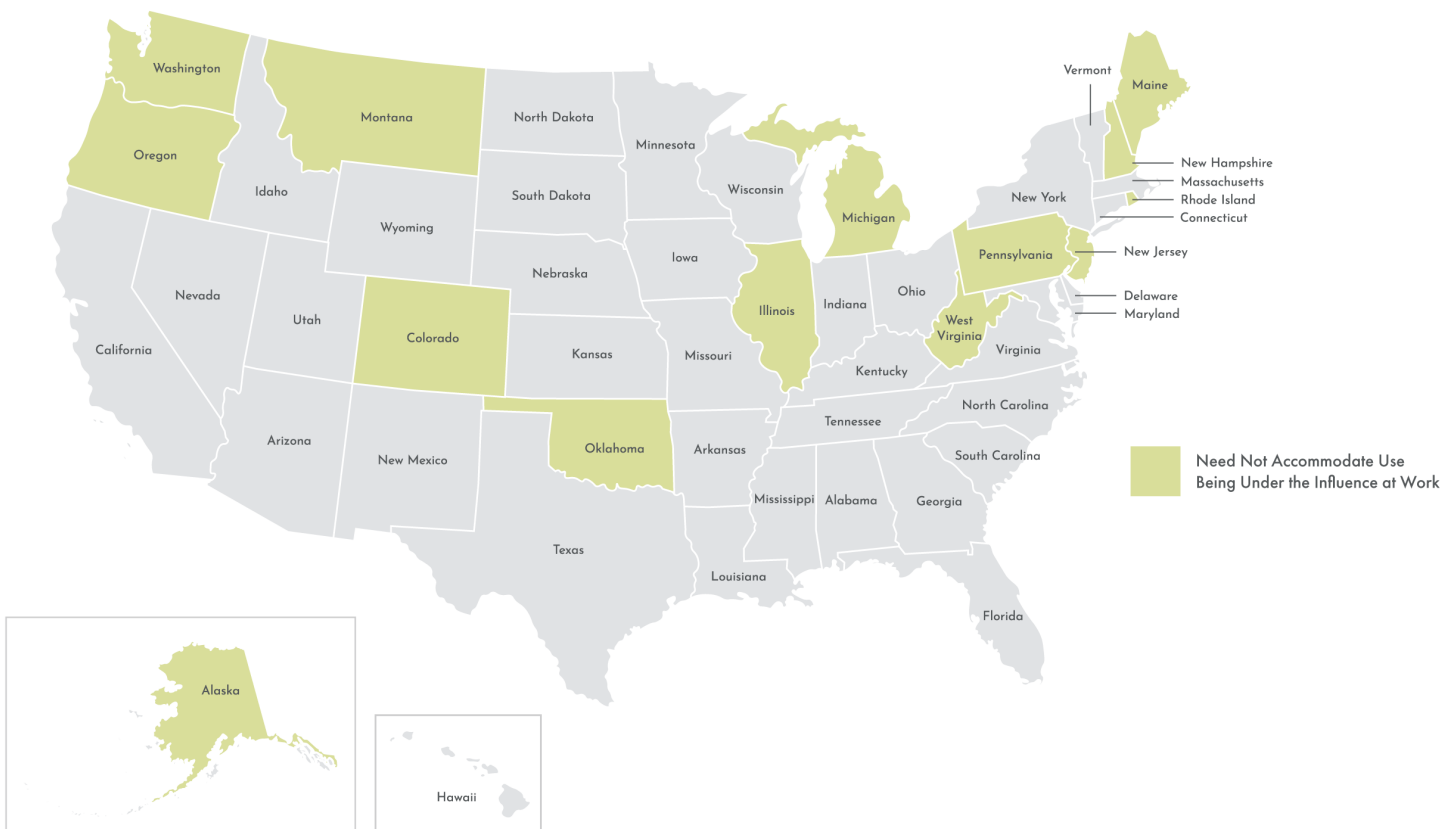 Washington
Montana
North Dakota
Minnesota
Vermont
Maine
Oregon
Idaho
Wisconsin
South Dakota
Wyoming
Michigan
New York
New Hampshire
Massachusetts
Rhode Island
Connecticut
Iowa
Nebraska
Pennsylvania
New Jersey
Nevada
Utah
Colorado
Illinois
Indiana
Ohio
Delaware
Maryland
West
Virginia
Virginia
California
Kansas
Missouri
Kentucky
North Carolina
Tennessee
Arizona
New Mexico
Oklahoma
Arkansas
South Carolina
Mississippi
Alabama
Georgia
Need Not Accommodate Use
Being Under the Influence at Work
Texas
Louisiana
Florida
Alaska
Hawaii